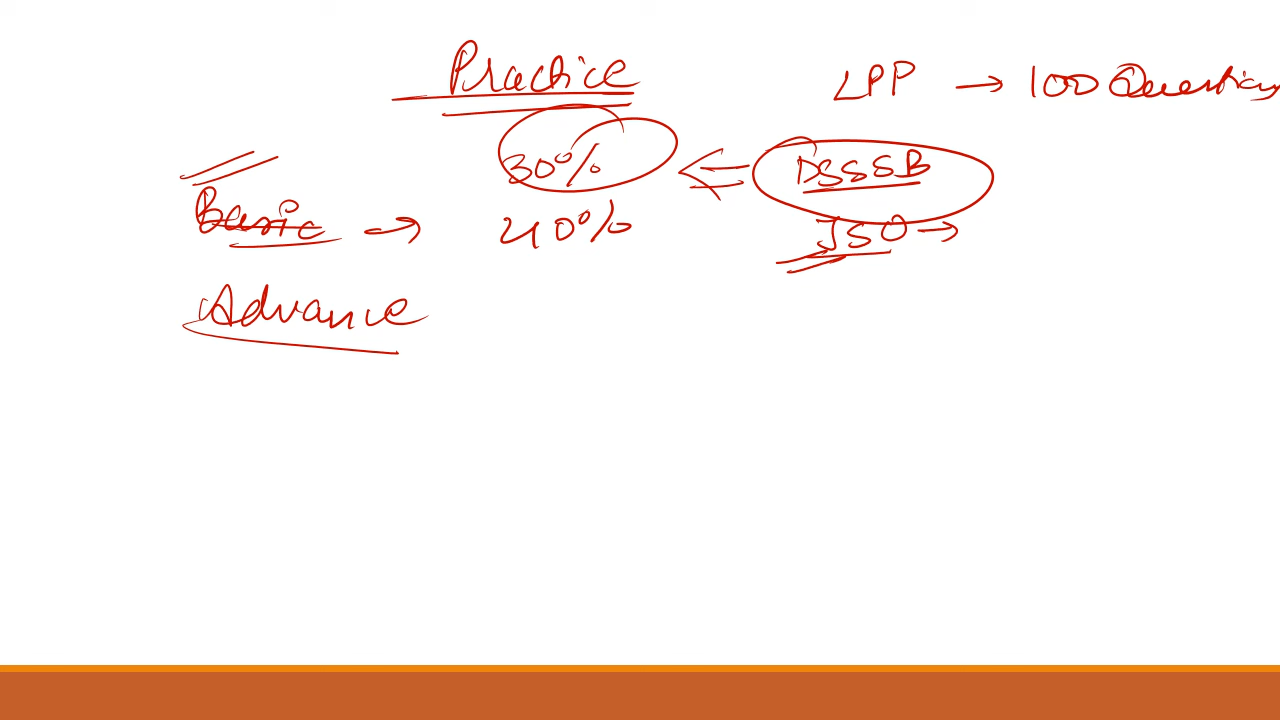 Practice LPP → 100 Questions
30% ⇐ DSSSB
Basic → 40% JSO →
Advance